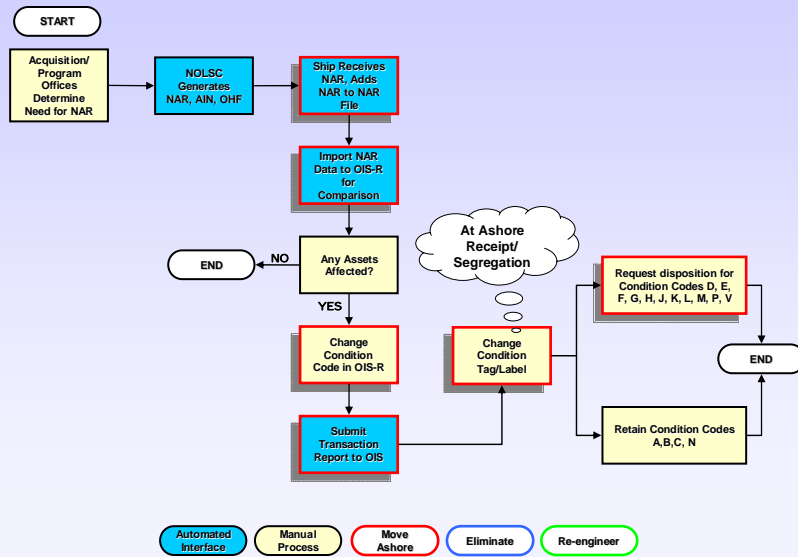 START
Acquisition/
Program
Offices
Determine
Need for NAR
NOLSC
Generates
NAR, AIN, OHF
Ship Receives
NAR, Adds
NAR to NAR
File
Import NAR
Data to OIS-R
for
Comparison
Any Assets
Affected?
NO
END
YES
Change
Condition
Code in OIS-R
Submit
Transaction
Report to OIS
At Ashore
Receipt/
Segregation
Change
Condition
Tag/Label
Request disposition for
Condition Codes D, E,
F, G, H, J, K, L, M, P, V
END
Retain Condition Codes
A,B,C, N
Automated
Interface
Manual
Process
Move
Ashore
Eliminate
Re-engineer